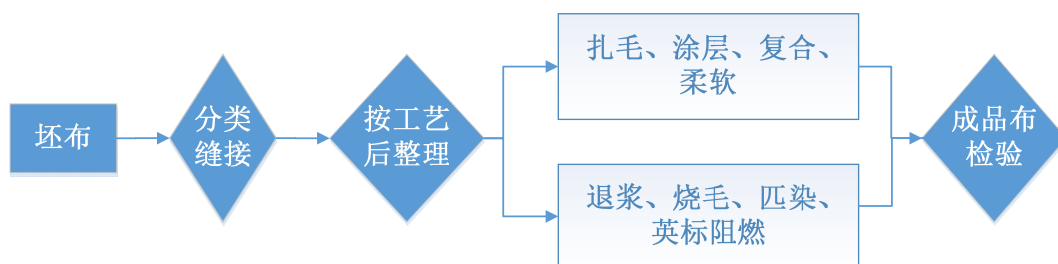 坯布
分类
缝接
按工艺
后整理
扎毛、涂层、复合、
柔软
退浆、烧毛、匹染、
英标阻燃
成品布
检验